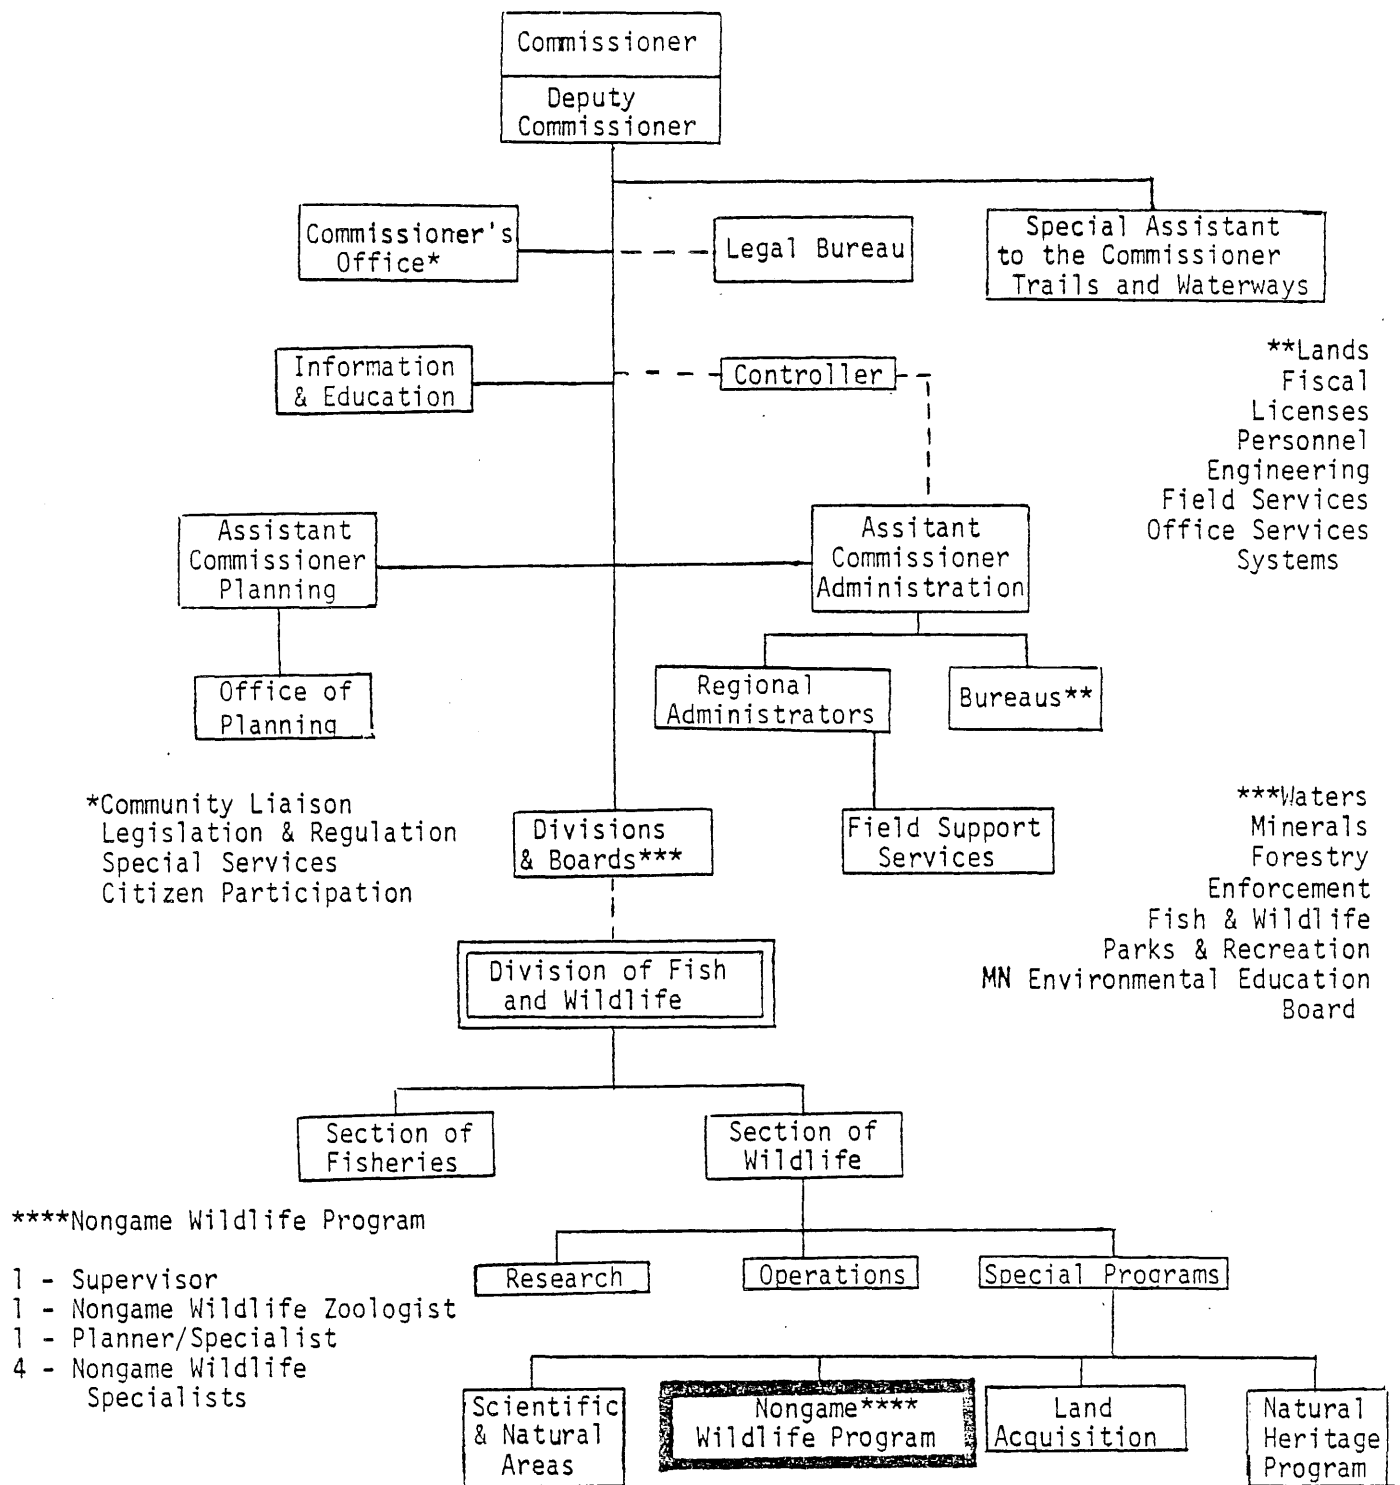 Commissioner
Deputy
Commissioner
Commissioner's
Office*
Legal Bureau
Special Assistant
to the Commissioner
Trails and Waterways
Information
& Education
Controller
**Lands
Fiscal
Licenses
Personnel
Engineering
Field Services
Office Services
Systems
Assistant
Commissioner
Planning
Assitant
Commissioner
Administration
Office of
Planning
Regional
Administrators
Bureaus**
*Community Liaison
Legislation & Regulation
Special Services
Citizen Participation
Divisions
& Boards***
Field Support
Services
***Waters
Minerals
Forestry
Enforcement
Fish & Wildlife
Parks & Recreation
MN Environmental Education
Board
Division of Fish
and Wildlife
Section of
Fisheries
Section of
Wildlife
****Nongame Wildlife Program
1 - Supervisor
1 - Nongame Wildlife Zoologist
1 - Planner/Specialist
4 - Nongame Wildlife
Specialists
Research
Operations
Special Programs
Scientific
& Natural
Areas
Nongame****
Wildlife Program
Land
Acquisition
Natural
Heritage
Program